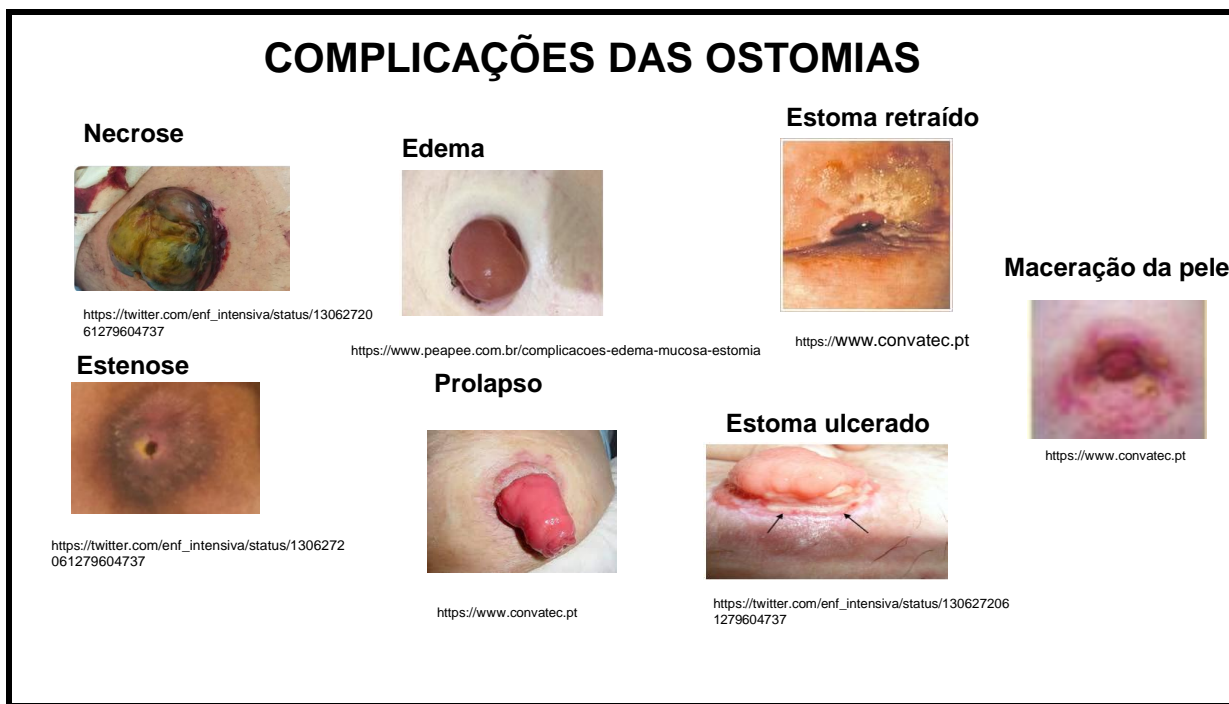 COMPLICAÇÕES DAS OSTOMIAS
Necrose
https://twitter.com/enf_intensiva/status/13062720
61279604737
Edema
https://www.peapee.com.br/complicacoes-edema-mucosa-estomia
Estoma retraído
https://www.convatec.pt
Maceração da pele
https://www.convatec.pt
Estenose
https://twitter.com/enf_intensiva/status/1306272
061279604737
Prolapso
https://www.convatec.pt
Estoma ulcerado
https://twitter.com/enf_intensiva/status/130627206
1279604737